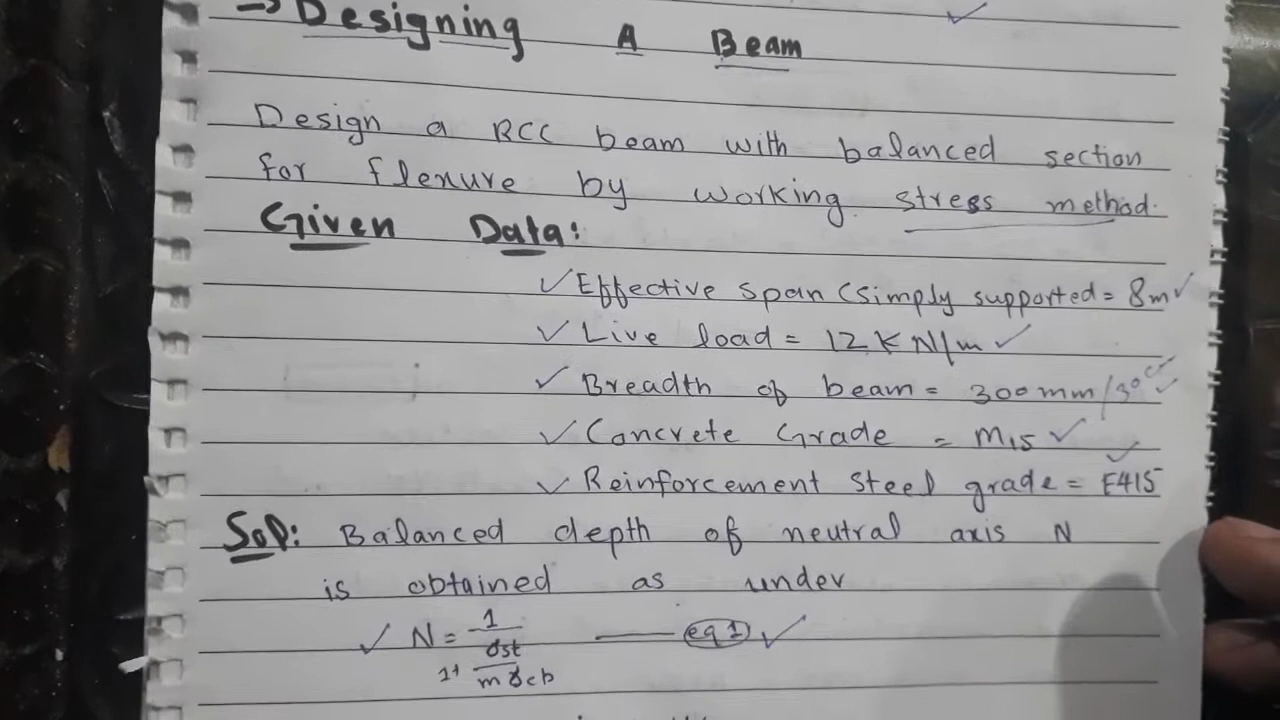 → Designing A Beam
Design a RCC beam with balanced section
for flexure by working stress method.
Given Data:
✓ Effective span (simply supported = 8m ✓
✓ Live load = 12 KN/m ✓
✓ Breadth of beam = 300mm/30cm ✓
✓ Concrete Grade = M15 ✓
✓ Reinforcement Steel grade = F415
Sol: Balanced depth of neutral axis N
is obtained as under
✓ N = 1 / (1+ σst / mσcb) —— eq 1 ✓